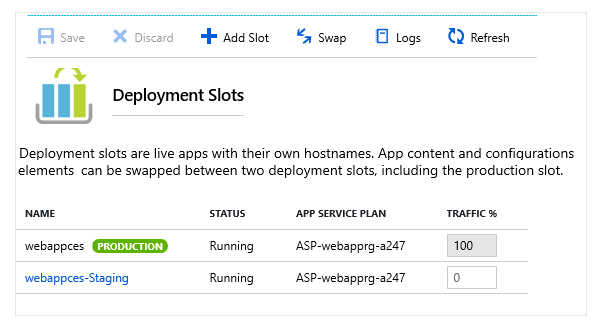 Save Discard Add Slot Swap Logs Refresh
Deployment Slots
Deployment slots are live apps with their own hostnames. App content and configurations
elements can be swapped between two deployment slots, including the production slot.
NAME STATUS APP SERVICE PLAN TRAFFIC %
webappces PRODUCTION Running ASP-webapprg-a247 100
webappces-Staging Running ASP-webapprg-a247 0